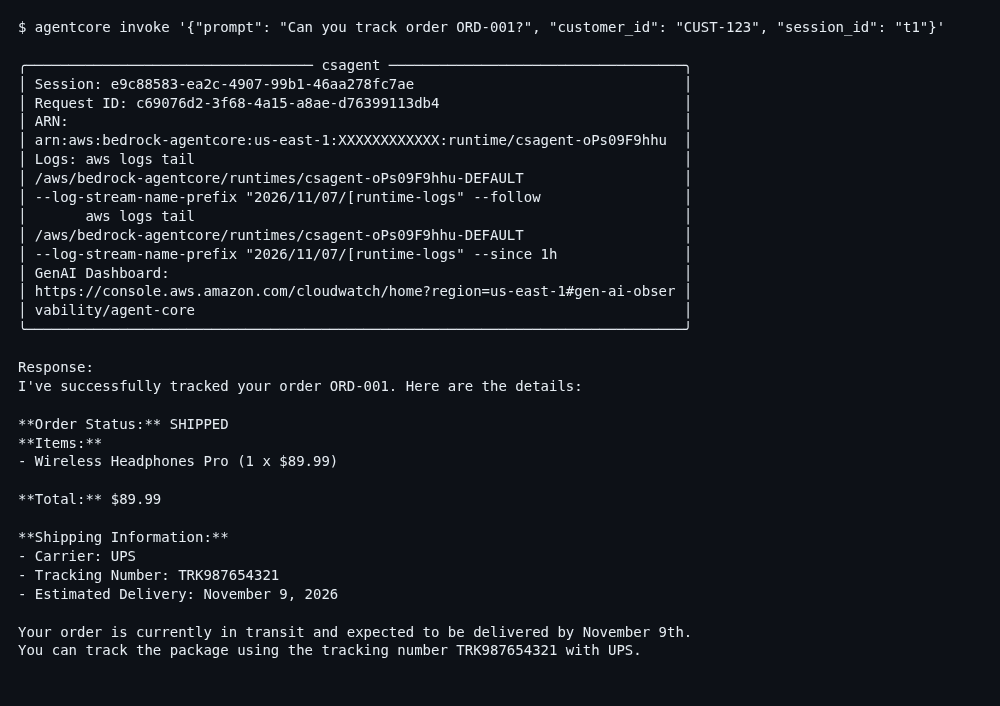 $ agentcore invoke '{"prompt": "Can you track order ORD-001?", "customer_id": "CUST-123", "session_id": "t1"}'
csagent
Session: e9c88583-ea2c-4907-99b1-46aa278fc7ae
Request ID: c69076d2-3f68-4a15-a8ae-d76399113db4
ARN:
arn:aws:bedrock-agentcore:us-east-1:XXXXXXXXXXXX:runtime/csagent-oPs09F9hhu
Logs: aws logs tail
/aws/bedrock-agentcore/runtimes/csagent-oPs09F9hhu-DEFAULT
--log-stream-name-prefix "2026/11/07/[runtime-logs" --follow
aws logs tail
/aws/bedrock-agentcore/runtimes/csagent-oPs09F9hhu-DEFAULT
--log-stream-name-prefix "2026/11/07/[runtime-logs" --since 1h
GenAI Dashboard:
https://console.aws.amazon.com/cloudwatch/home?region=us-east-1#gen-ai-obser
vability/agent-core
Response:
I've successfully tracked your order ORD-001. Here are the details:
**Order Status:** SHIPPED
**Items:**
- Wireless Headphones Pro (1 x $89.99)
**Total:** $89.99
**Shipping Information:**
- Carrier: UPS
- Tracking Number: TRK987654321
- Estimated Delivery: November 9, 2026
Your order is currently in transit and expected to be delivered by November 9th.
You can track the package using the tracking number TRK987654321 with UPS.